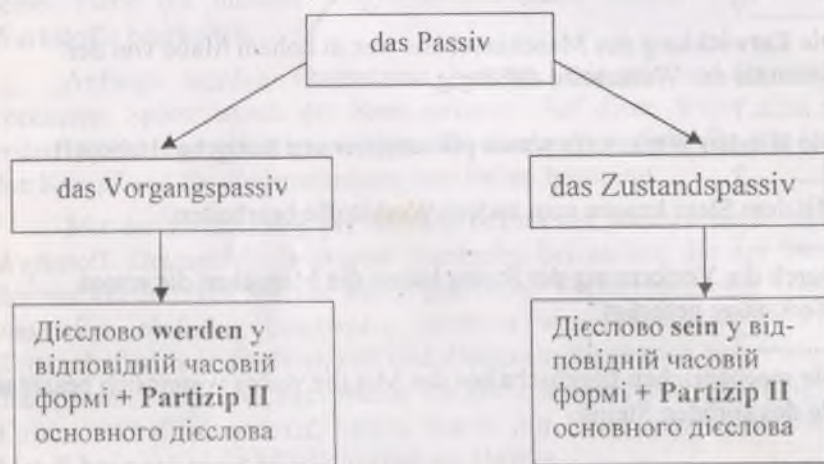 das Passiv
das Vorgangspassiv
das Zustandspassiv
Дієслово werden у
відповідній часовій
формі + Partizip II
основного дієслова
Дієслово sein у від-
повідній часовій
формі + Partizip II
основного дієслова